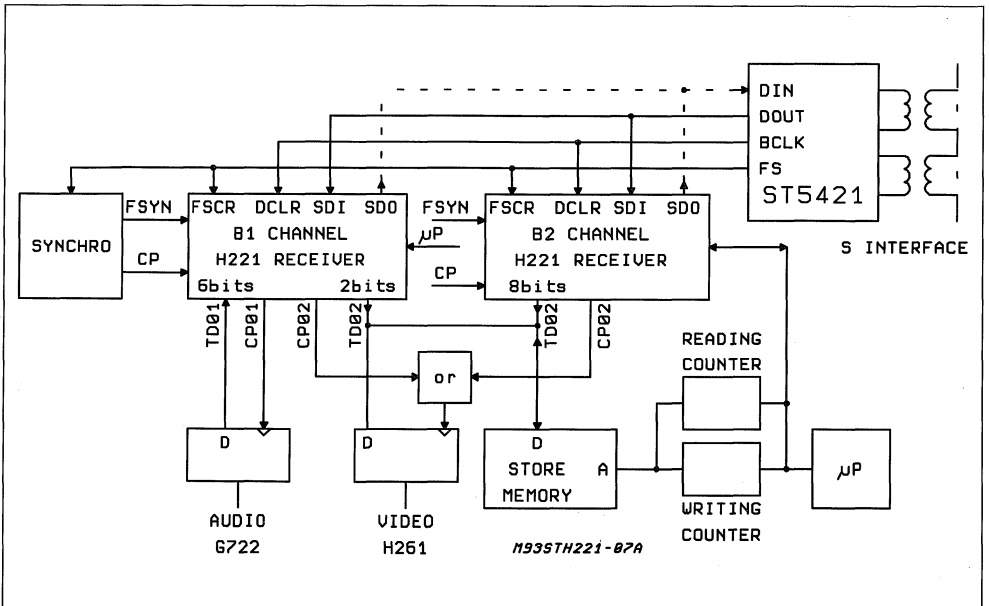 DIN
DOUT
BCLK
FS
ST5421
S INTERFACE
SYNCHRO
FSYN
CP
FSCR DCLR SDI SDO
B1 CHANNEL
H221 RECEIVER
6bits 2bits
FSYN
μP
CP
FSCR DCLR SDI SDO
B2 CHANNEL
H221 RECEIVER
8bits
TD01
CP01
CP02
TD02
TD02
CP02
or
READING
COUNTER
D
D
D
STORE A
MEMORY
μP
WRITING
COUNTER
AUDIO
G722
VIDEO
H261
M93STH221-07A